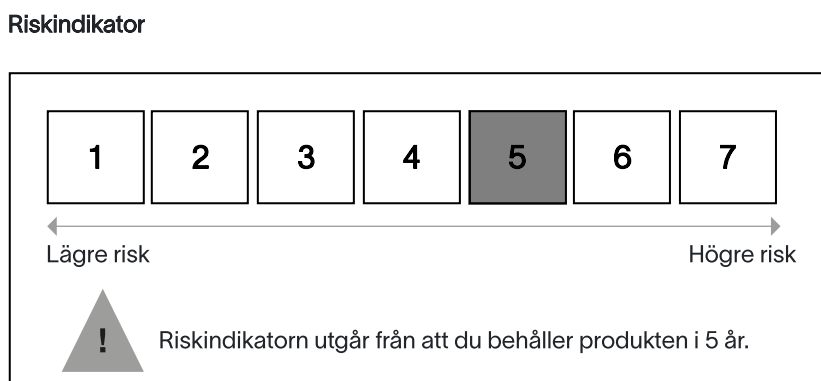 Riskindikator
1 2 3 4 5 6 7
Lägre risk Högre risk
! Riskindikatorn utgår från att du behåller produkten i 5 år.